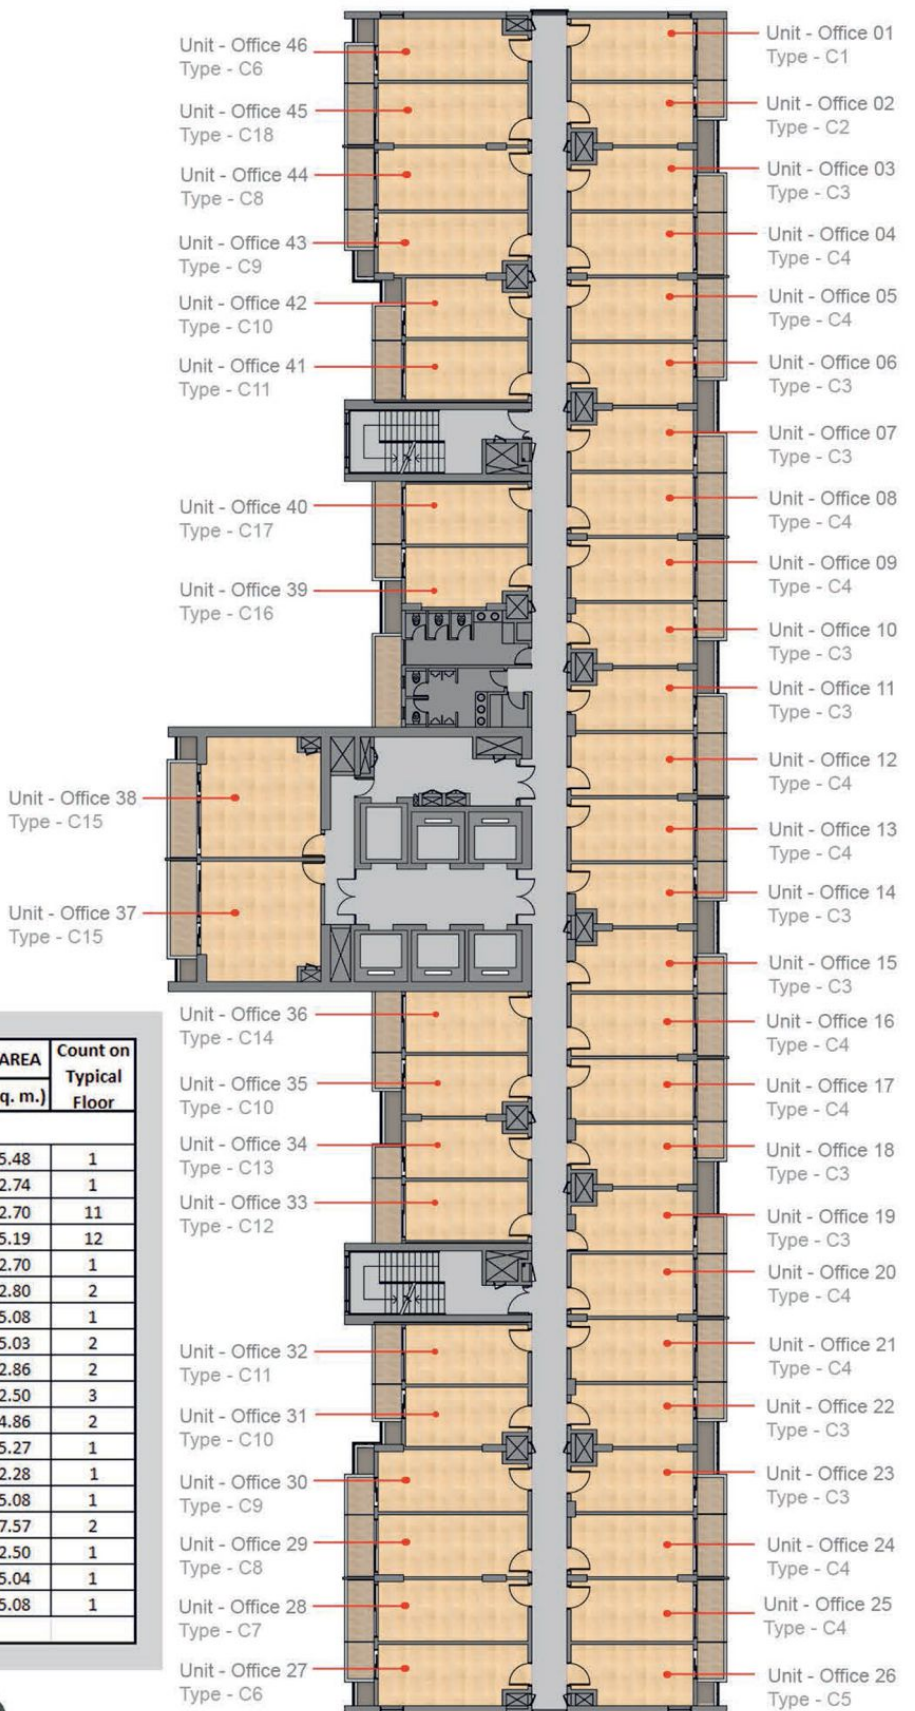 Unit - Office 46
Type - C6
Unit - Office 45
Type - C18
Unit - Office 44
Type - C8
Unit - Office 43
Type - C9
Unit - Office 42
Type - C10
Unit - Office 41
Type - C11
Unit - Office 40
Type - C17
Unit - Office 39
Type - C16
Unit - Office 38
Type - C15
Unit - Office 37
Type - C15
Unit - Office 36
Type - C14
Unit - Office 35
Type - C10
Unit - Office 34
Type - C13
Unit - Office 33
Type - C12
Unit - Office 32
Type - C11
Unit - Office 31
Type - C10
Unit - Office 30
Type - C9
Unit - Office 29
Type - C8
Unit - Office 28
Type - C7
Unit - Office 27
Type - C6
Unit - Office 01
Type - C1
Unit - Office 02
Type - C2
Unit - Office 03
Type - C3
Unit - Office 04
Type - C4
Unit - Office 05
Type - C4
Unit - Office 06
Type - C3
Unit - Office 07
Type - C3
Unit - Office 08
Type - C4
Unit - Office 09
Type - C4
Unit - Office 10
Type - C3
Unit - Office 11
Type - C3
Unit - Office 12
Type - C4
Unit - Office 13
Type - C4
Unit - Office 14
Type - C3
Unit - Office 15
Type - C3
Unit - Office 16
Type - C4
Unit - Office 17
Type - C4
Unit - Office 18
Type - C3
Unit - Office 19
Type - C3
Unit - Office 20
Type - C4
Unit - Office 21
Type - C4
Unit - Office 22
Type - C3
Unit - Office 23
Type - C3
Unit - Office 24
Type - C4
Unit - Office 25
Type - C4
Unit - Office 26
Type - C5
AREA Count on
Typical
q. m.) Floor
5.48 1
2.74 1
2.70 11
5.19 12
2.70 1
2.80 2
5.08 1
5.03 2
2.86 2
2.50 3
4.86 2
5.27 1
2.28 1
5.08 1
7.57 2
2.50 1
5.04 1
5.08 1